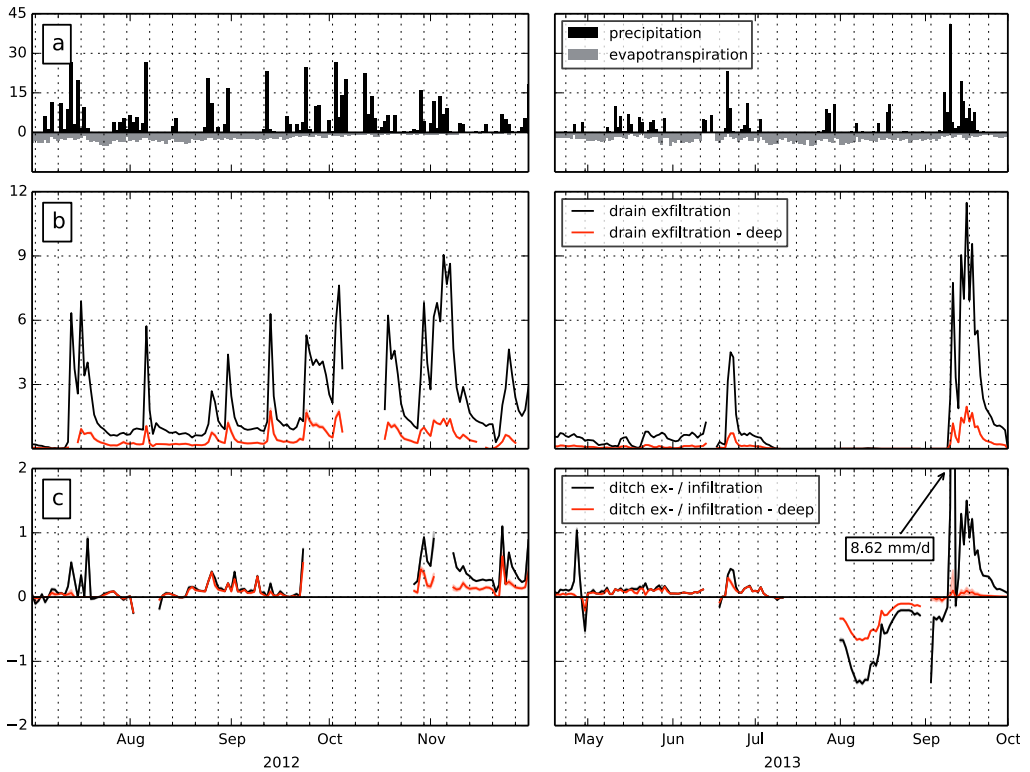 45
30
15
0
a
precipitation
evapotranspiration
12
9
6
3
b
drain exfiltration
drain exfiltration - deep
2
1
0
−1
−2
c
ditch ex- / infiltration
ditch ex- / infiltration - deep
8.62 mm/d
Aug Sep Oct Nov May Jun Jul Aug Sep Oct
2012 2013